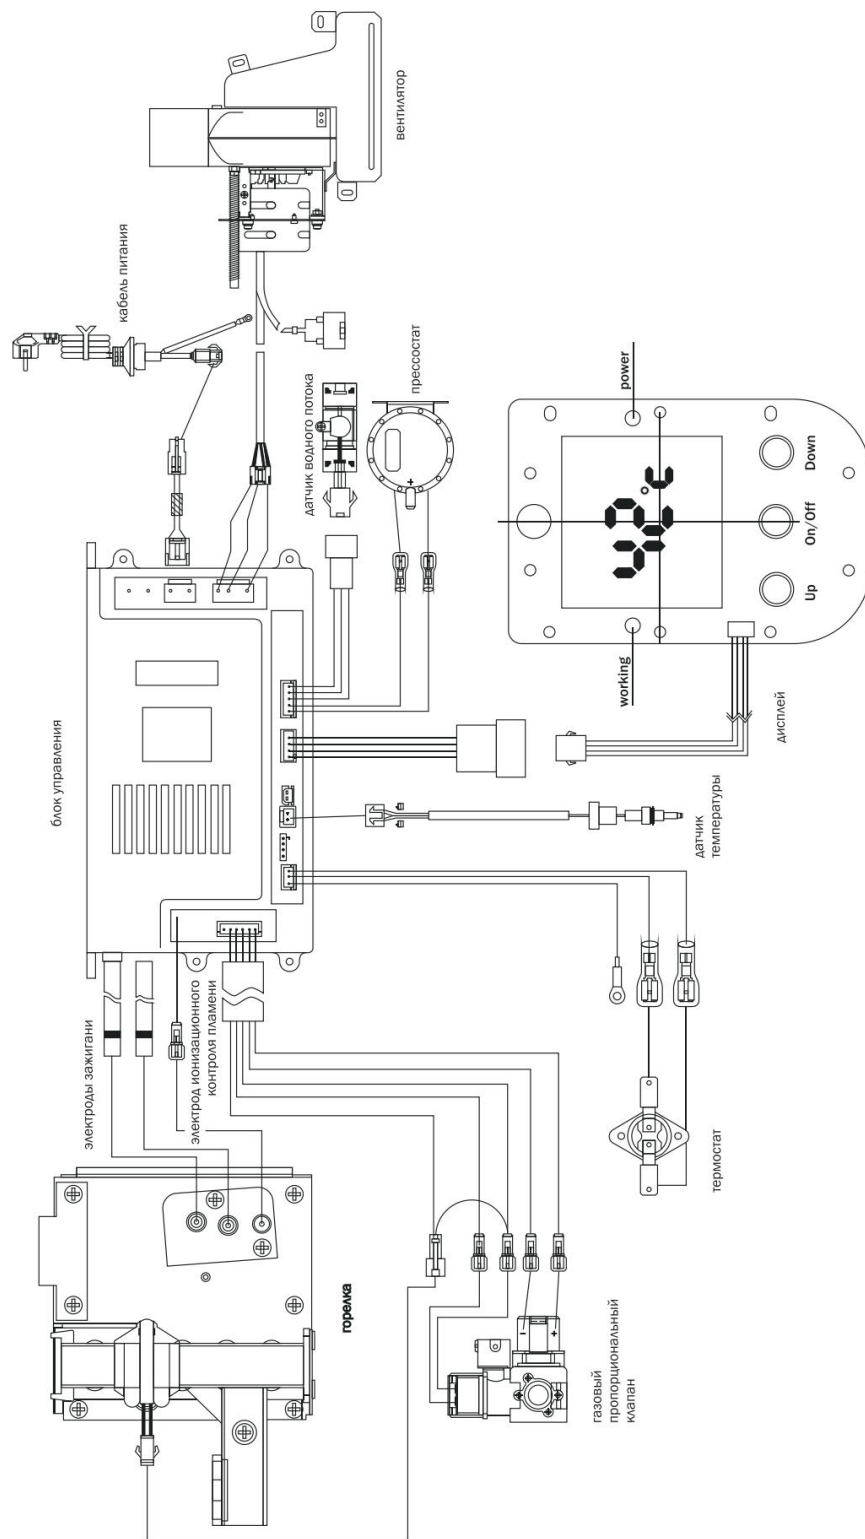 блок управления
электроды зажигани
кабель питания
электрод ионизационного
контроля пламени
датчик водного потока
горелка
вентилятор
прессостат
+
−
+
газовый
пропорциональный
клапан
термостат
датчик
температуры
дисплей
working
power
Up
On/Off
Down